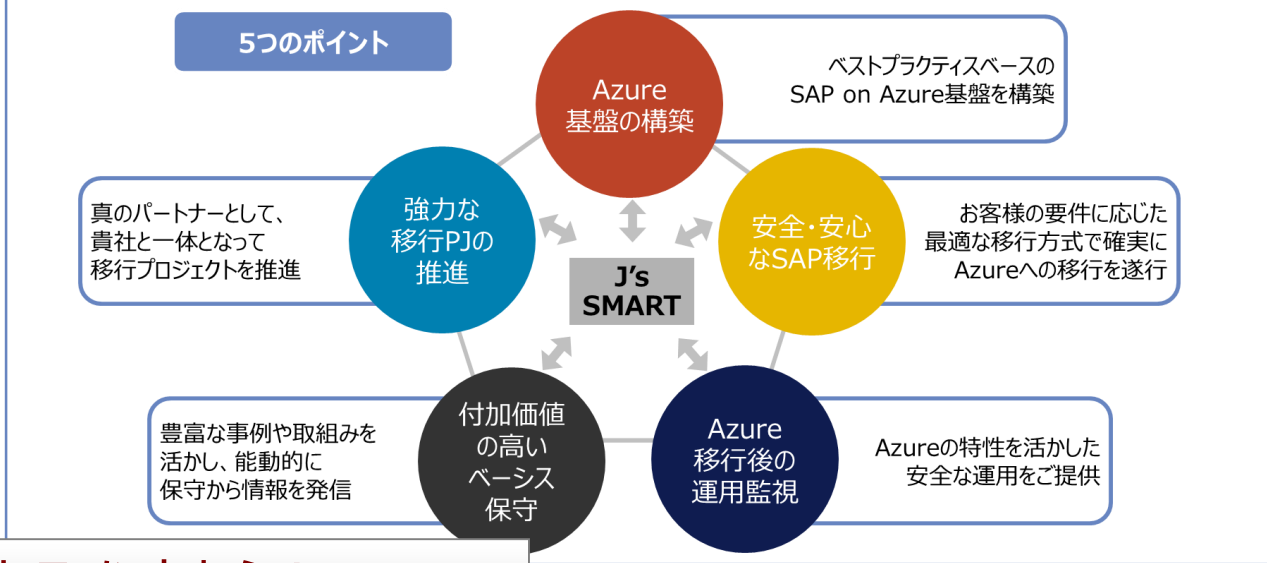 5つのポイント
Azure
基盤の構築
ベストプラクティスベースの
SAP on Azure基盤を構築
強力な
移行PJの
推進
真のパートナーとして、
貴社と一体となって
移行プロジェクトを推進
安全・安心
なSAP移行
お客様の要件に応じた
最適な移行方式で確実に
Azureへの移行を遂行
J's
SMART
付加価値
の高い
ベーシス
保守
豊富な事例や取組みを
活かし、能動的に
保守から情報を発信
Azure
移行後の
運用監視
Azureの特性を活かした
安全な運用をご提供